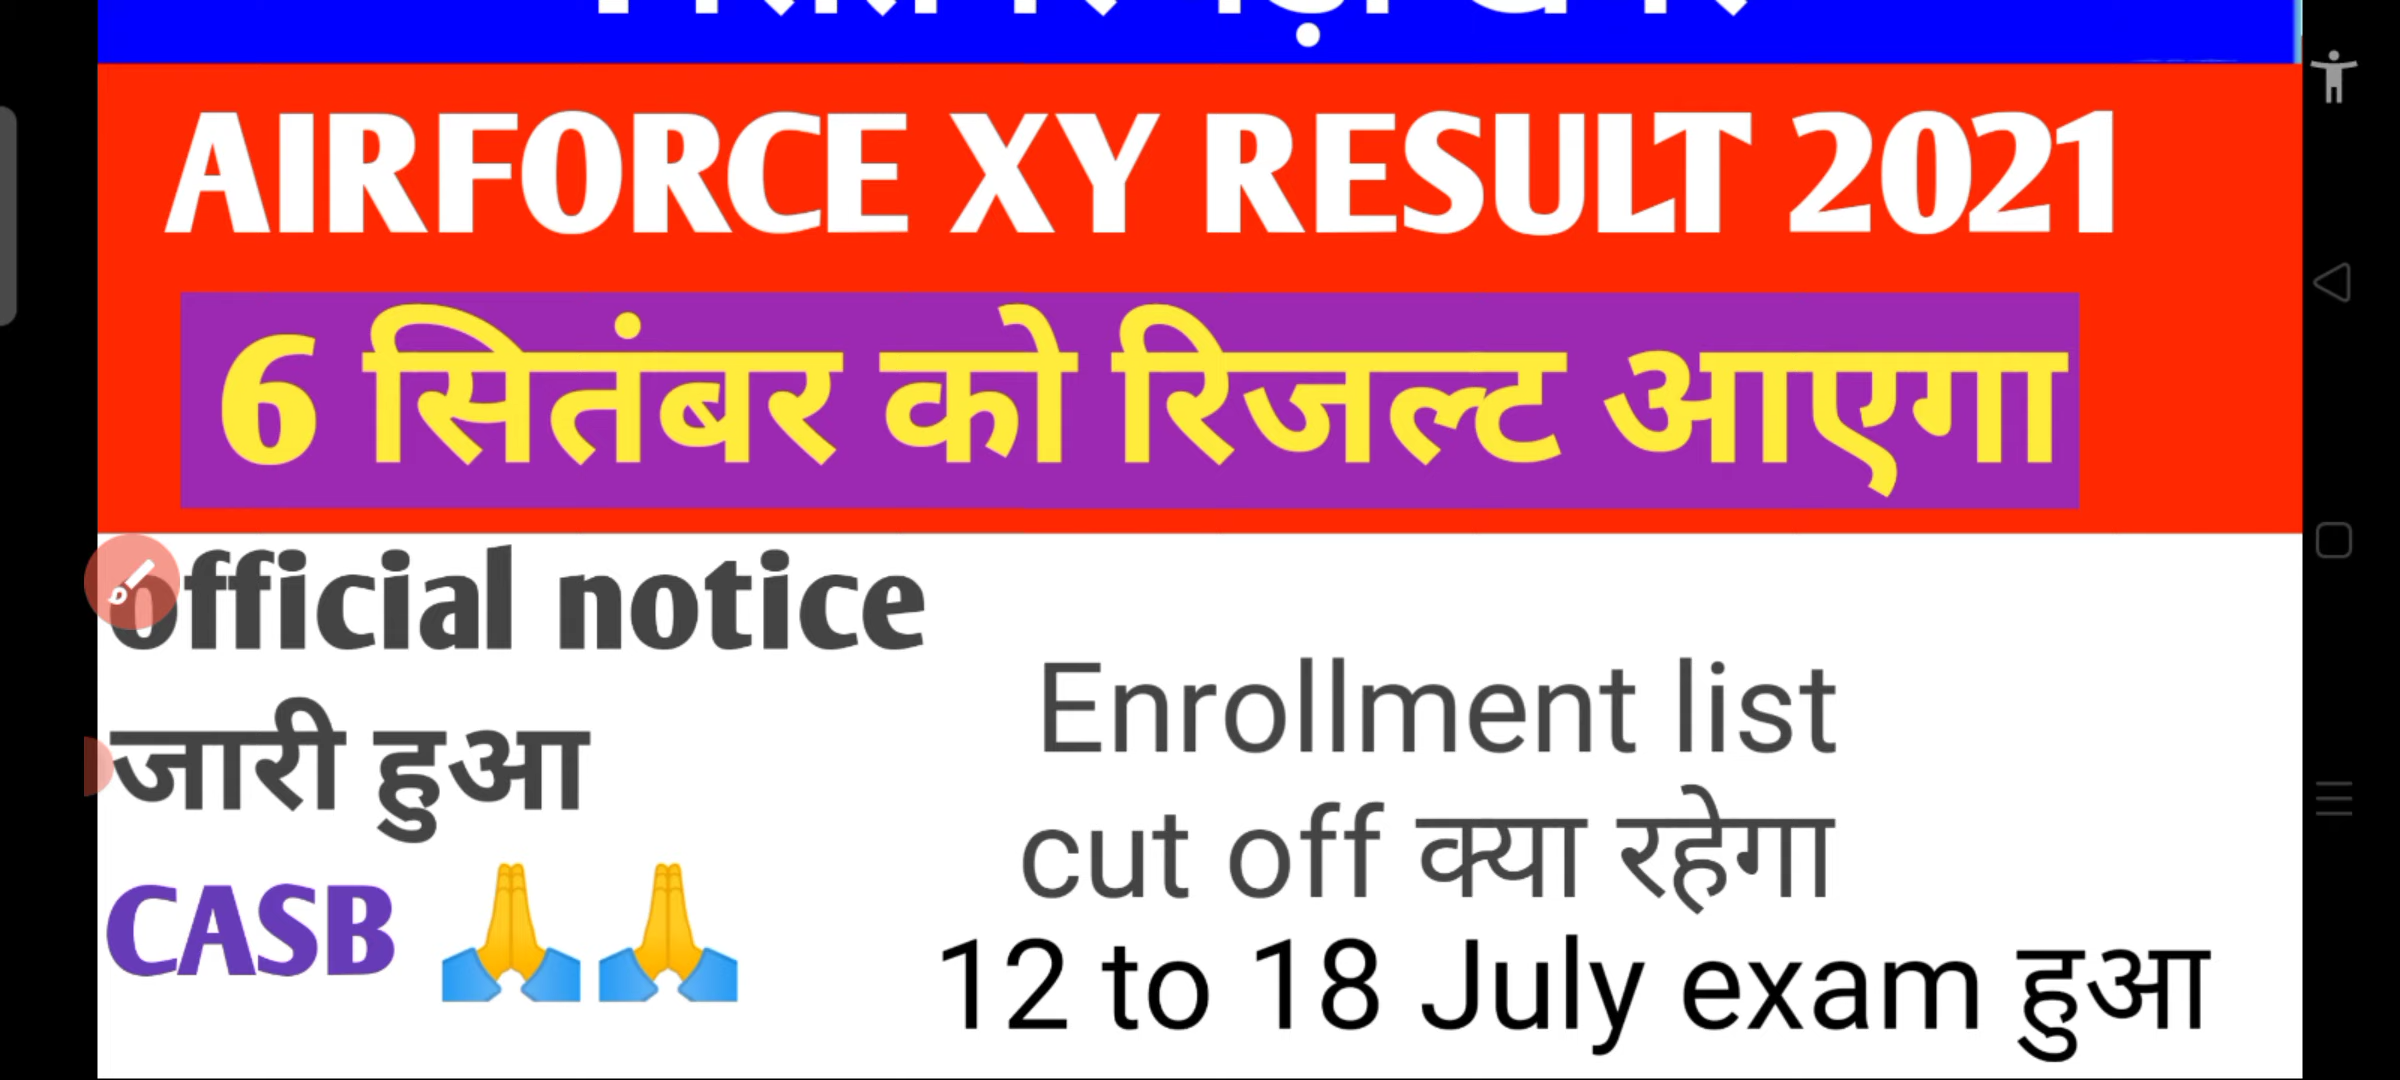 AIRFORCE XY RESULT 2021
6 सितंबर को रिजल्ट आएगा
official notice
जारी हुआ
CASB 🙏🙏
Enrollment list
cut off क्या रहेगा
12 to 18 July exam हुआ